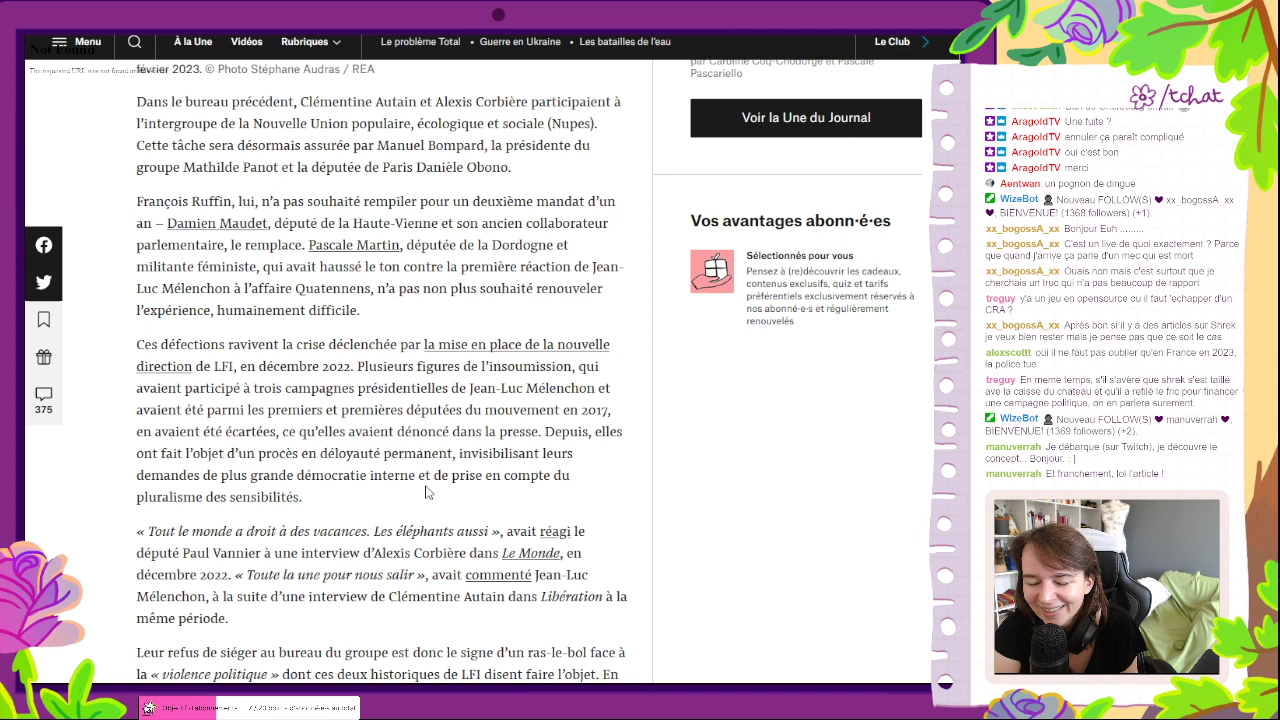 Menu
À la Une
Vidéos
Rubriques
Le problème Total
Guerre en Ukraine
Les batailles de l'eau
Le Club
Not Found
The requested URL was not found
février 2023. © Photo Stéphane Audras / REA
Dans le bureau précédent, Clémentine Autain et Alexis Corbière participaient à
l'intergroupe de la Nouvelle Union populaire, écologique et sociale (Nupes).
Cette tâche sera désormais assurée par Manuel Bompard, la présidente du
groupe Mathilde Panot et la députée de Paris Danièle Obono.
François Ruffin, lui, n'a pas souhaité rempiler pour un deuxième mandat d'un
an – Damien Maudet, député de la Haute-Vienne et son ancien collaborateur
parlementaire, le remplace. Pascale Martin, députée de la Dordogne et
militante féministe, qui avait haussé le ton contre la première réaction de Jean-
Luc Mélenchon à l'affaire Quatennens, n'a pas non plus souhaité renouveler
l'expérience, humainement difficile.
Ces défections ravivent la crise déclenchée par la mise en place de la nouvelle
direction de LFI, en décembre 2022. Plusieurs figures de l'insoumission, qui
avaient participé à trois campagnes présidentielles de Jean-Luc Mélenchon et
avaient été parmi les premiers et premières députées du mouvement en 2017,
en avaient été écartées, ce qu'elles avaient dénoncé dans la presse. Depuis, elles
ont fait l'objet d'un procès en déloyauté permanent, invisibilisant leurs
demandes de plus grande démocratie interne et de prise en compte du
pluralisme des sensibilités.
« Tout le monde a droit à des vacances. Les éléphants aussi », avait réagi le
député Paul Vannier à une interview d'Alexis Corbière dans Le Monde, en
décembre 2022. « Toute la une pour nous salir », avait commenté Jean-Luc
Mélenchon, à la suite d'une interview de Clémentine Autain dans Libération à la
même période.
Leur refus de siéger au bureau du groupe est donc le signe d'un ras-le-bol face à
la « violence politique » dont ces deux historiques de LFI disent faire l'objet. En
375
par Caroline Coq-Chodorge et Pascale
Pascariello
Voir la Une du Journal
Vos avantages abonn·é·es
Sélectionnés pour vous
Pensez à (re)découvrir les cadeaux,
contenus exclusifs, quiz et tarifs
préférentiels exclusivement réservés à
nos abonné·e·s et régulièrement
renouvelés
/tchat
AragoldTV Une fuite ?
AragoldTV annuler ça paraît compliqué
AragoldTV oui c'est bon
AragoldTV merci
Aentwan un pognon de dingue
WizeBot Nouveau FOLLOW(S) ♥ xx_bogossA_xx
♥, BIENVENUE! (1368 followers) (+1).
xx_bogossA_xx Bonjour Euh ........
xx_bogossA_xx C'est un live de quoi exactement ? Parce
que quand j'arrive ça parle d'un mec qui est mort
xx_bogossA_xx Ouais non mais c'est surtout que je
cherchais un truc qui n'a pas beaucoup de rapport
treguy y'a un jeu en opensource ou il faut 'echapper d'un
CRA ?
xx_bogossA_xx Après bon si il y a des articles sur Shrek
je veux bien rester mais je pense pas que ce soit le cas
alexscottt oui il ne faut pas oublier qu'en France en 2023,
la police tue.
treguy En meme temps, s'il s'avère que shrek s'est taillé
ave la caisse du chateau et qu'il a refilé le fric pour financer
une campagne politique, on en parlera surement.
WizeBot Nouveau FOLLOW(S) ♥ manuverrah ♥,
BIENVENUE! (1369 followers) (+2).
manuverrah Je débarque (sur Twitch), je découvre le
concept... Bonjour. : ]
manuverrah Et franchement, lol l'article !